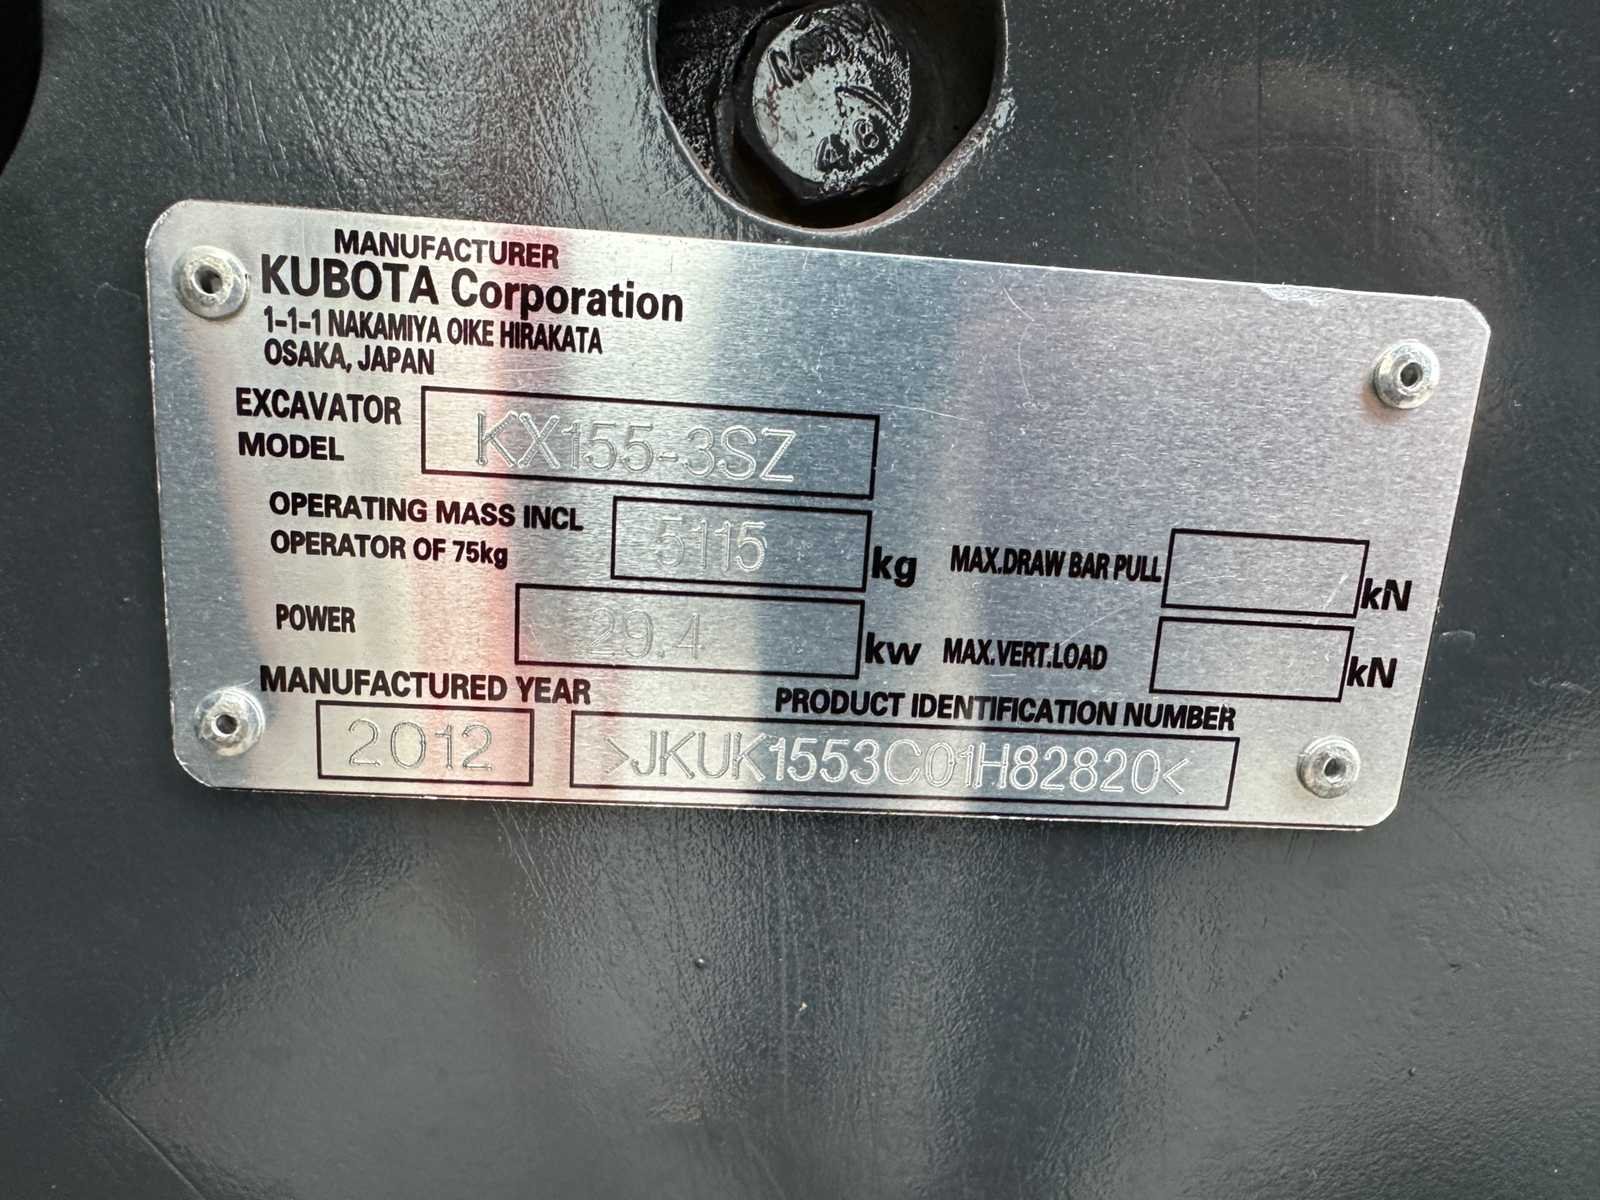 MANUFACTURER
KUBOTA Corporation
1-1-1 NAKAMIYA OIKE HIRAKATA
OSAKA, JAPAN
EXCAVATOR
MODEL
KX155-3SZ
OPERATING MASS INCL
OPERATOR OF 75kg
5115
kg
MAX.DRAW BAR PULL
kN
POWER
29.4
kw
MAX.VERT.LOAD
kN
MANUFACTURED YEAR
2012
PRODUCT IDENTIFICATION NUMBER
>JKUK1553C01H82820<